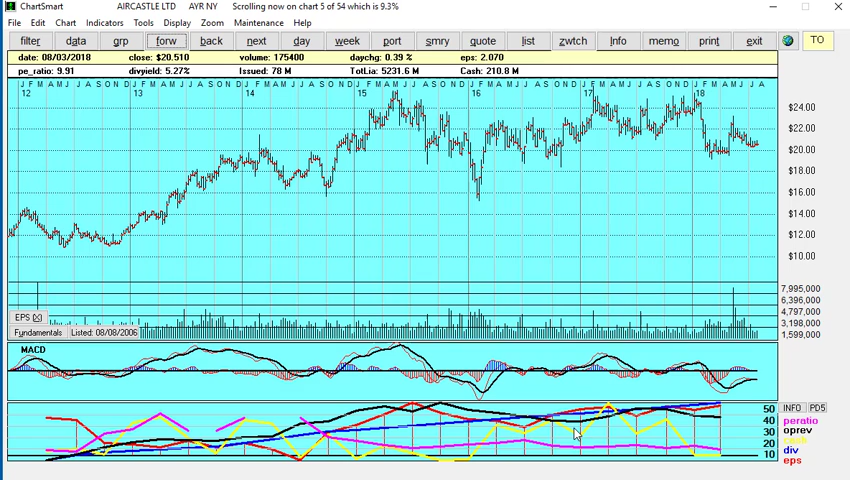 ChartSmart AIRCASTLE LTD AYR NY Scrolling now on chart 5 of 54 which is 9.3%
File Edit Chart Indicators Tools Display Zoom Maintenance Help
filter data grp forw back next day week port smry quote list zwtch Info memo print exit TO
date: 08/03/2018 close: $20.510 volume: 175400 daychg: 0.39 % eps: 2.070
pe_ratio: 9.91 divyield: 5.27% Issued: 78 M TotLia: 5231.6 M Cash: 210.8 M
J F M A M J J A S O N D J F M A M J J A S O N D J F M A M J J A S O N D J F M A M J J A S O N D J F M A M J J A S O N D J F M A M J J A S O N D J F M A M J J A
12 13 14 15 16 17 18
$24.00
$22.00
$20.00
$18.00
$16.00
$14.00
$12.00
$10.00
7,995,000
6,396,000
4,797,000
3,198,000
1,599,000
EPS [X]
Fundamentals Listed: 08/08/2006
MACD
50 INFO PD5
40 peratio
30 oprev
20 cash
10 div
eps